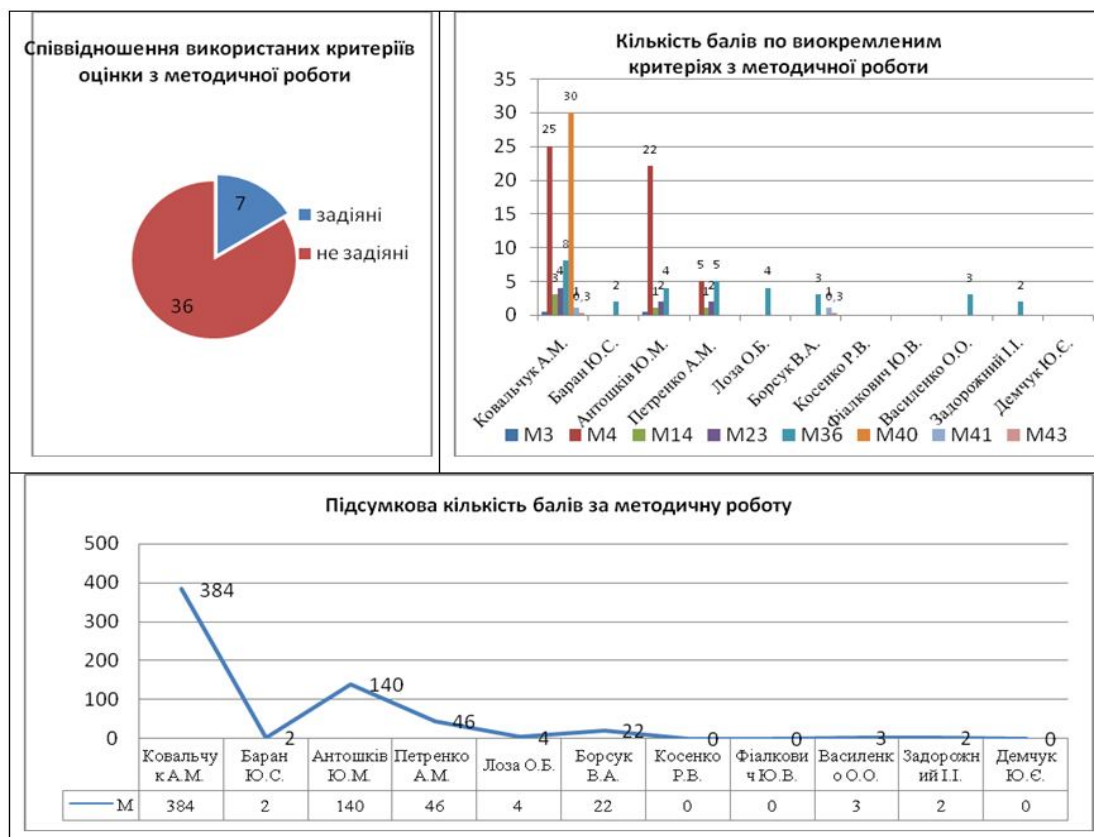 Співвідношення використаних критеріїв
оцінки з методичної роботи
7
36
задіяні
не задіяні
Кількість балів по виокремленим
критеріях з методичної роботи
35
30
25
20
15
10
5
0
25
3
4
8
30
1
0,3
2
22
1
2
4
5
1
2
5
4
3
1
0,3
3
2
Ковальчук А.М.
Баран Ю.С.
Антошків Ю.М.
Петренко А.М.
Лоза О.Б.
Борсук В.А.
Косенко Р.В.
Фіалкович Ю.В.
Василенко О.О.
Задорожний І.І.
Демчук Ю.Є.
М3 М4 М14 М23 М36 М40 М41 М43
Підсумкова кількість балів за методичну роботу
500
400
300
200
100
0
384
2
140
46
4
22
0
0
3
2
0
Ковальчу Баран Антошків Петренко Лоза О.Б. Борсук Косенко Фіалкови Василенк Задорож Демчук
к А.М. Ю.С. Ю.М. А.М. В.А. Р.В. ч Ю.В. о О.О. ний І.І. Ю.Є.
М 384 2 140 46 4 22 0 0 3 2 0